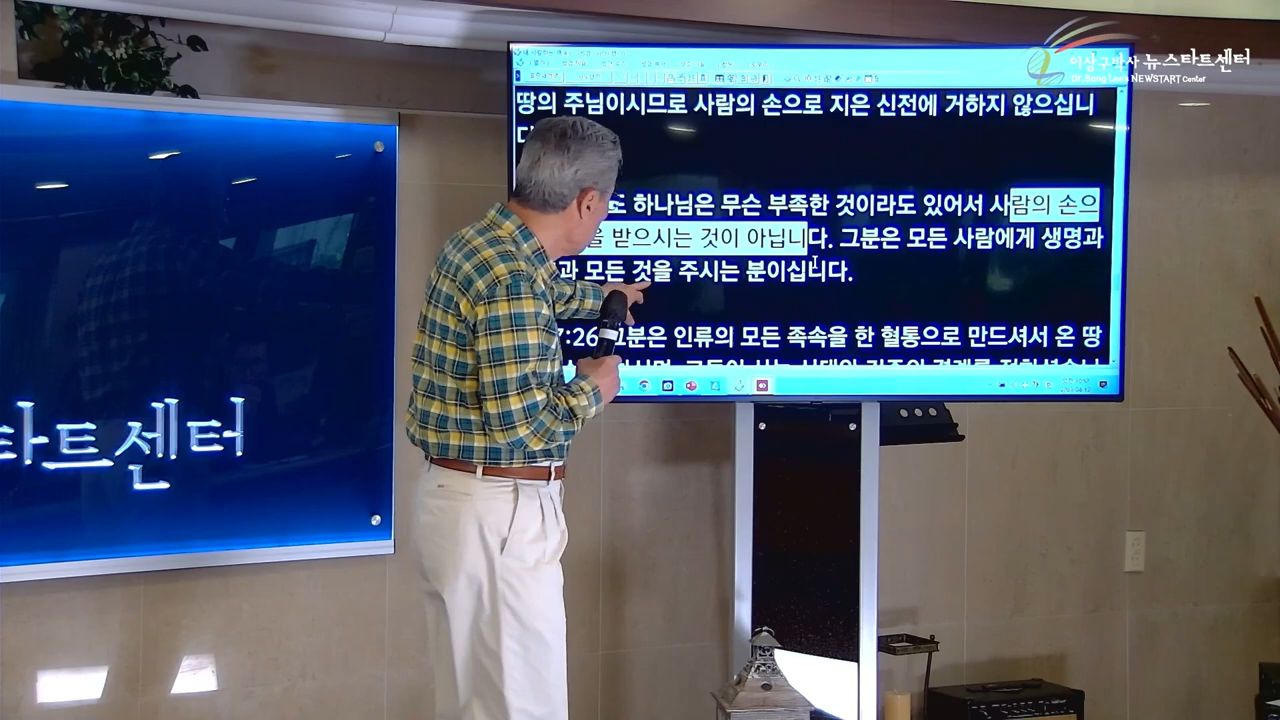 이상구박사 뉴스타트센터
Dr. Sang Lee's NEWSTART Center
땅의 주님이시므로 사람의 손으로 지은 신전에 거하지 않으십니
하나님은 무슨 부족한 것이라도 있어서 사람의 손으
을 받으시는 것이 아닙니다. 그분은 모든 사람에게 생명과
과 모든 것을 주시는 분이십니다.
7:26 그분은 인류의 모든 족속을 한 혈통으로 만드셔서 온 땅
타트센터